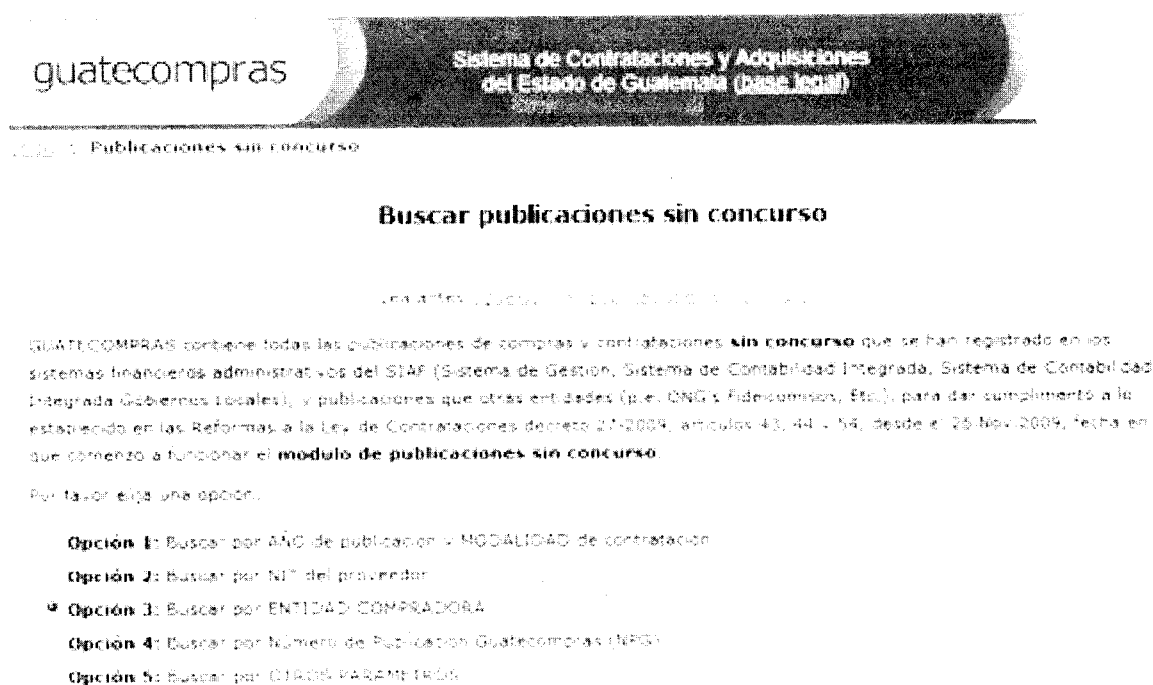 guatecompras
Sistema de Contrataciones y Adquisiciones
del Estado de Guatemala (base legal)
Publicaciones sin concurso
Buscar publicaciones sin concurso
GUATECOMPRAS contiene todas las publicaciones de compras y contrataciones sin concurso que se han registrado en los
sistemas financieros administrativos del SIAF (Sistema de Gestion, Sistema de Contabilidad Integrada, Sistema de Contabilidad
Integrada Gobiernos Locales), y publicaciones que otras entidades (p.e. ONG's Fideicomisos, Etc.), para dar cumplimento a lo
establecido en las Reformas a la Ley de Contrataciones decreto 27-2009, articulos 43, 44 y 54, desde el 26-Nov-2009, fecha en
que comenzo a funcionar el modulo de publicaciones sin concurso.
Por favor elija una opcion:
Opción 1: Buscar por AÑO de publicacion y MODALIDAD de contratacion
Opción 2: Buscar por NIT del proveedor
Opción 3: Buscar por ENTIDAD COMPRADORA
Opción 4: Buscar por Número de Publicacion Guatecompras (NPG)
Opción 5: Buscar por OTROS PARAMETROS